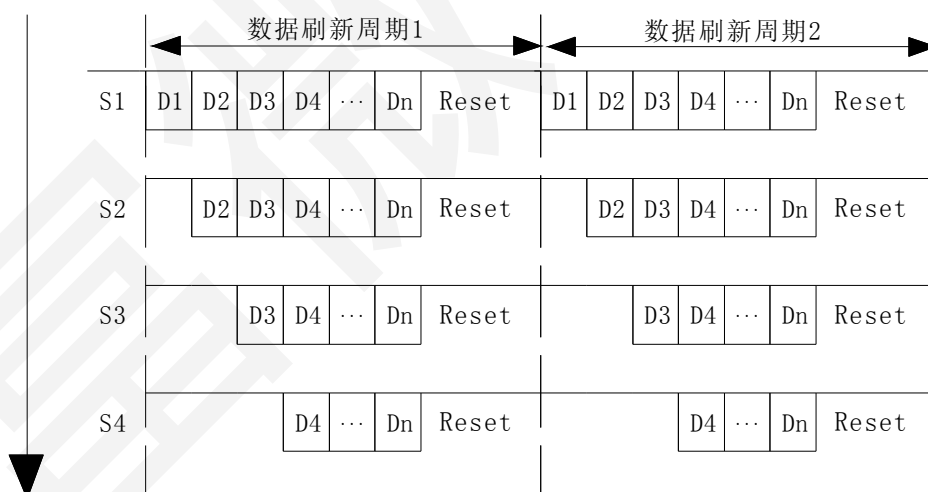 数据刷新周期1 数据刷新周期2
S1 D1 D2 D3 D4 ··· Dn Reset D1 D2 D3 D4 ··· Dn Reset
S2 D2 D3 D4 ··· Dn Reset D2 D3 D4 ··· Dn Reset
S3 D3 D4 ··· Dn Reset D3 D4 ··· Dn Reset
S4 D4 ··· Dn Reset D4 ··· Dn Reset